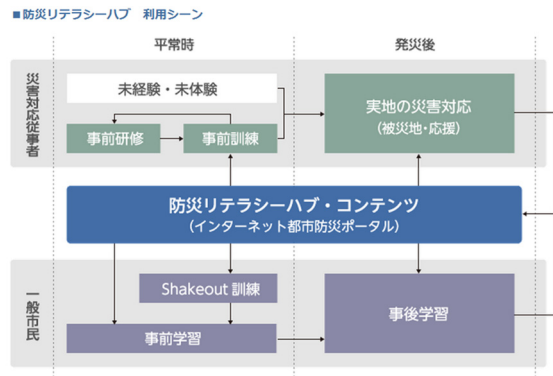 ■防災リテラシーハブ　利用シーン
平常時
発災後
災害対応従事者
未経験・未体験
事前研修
事前訓練
実地の災害対応
（被災地・応援）
防災リテラシーハブ・コンテンツ
（インターネット都市防災ポータル）
一般市民
Shakeout 訓練
事前学習
事後学習